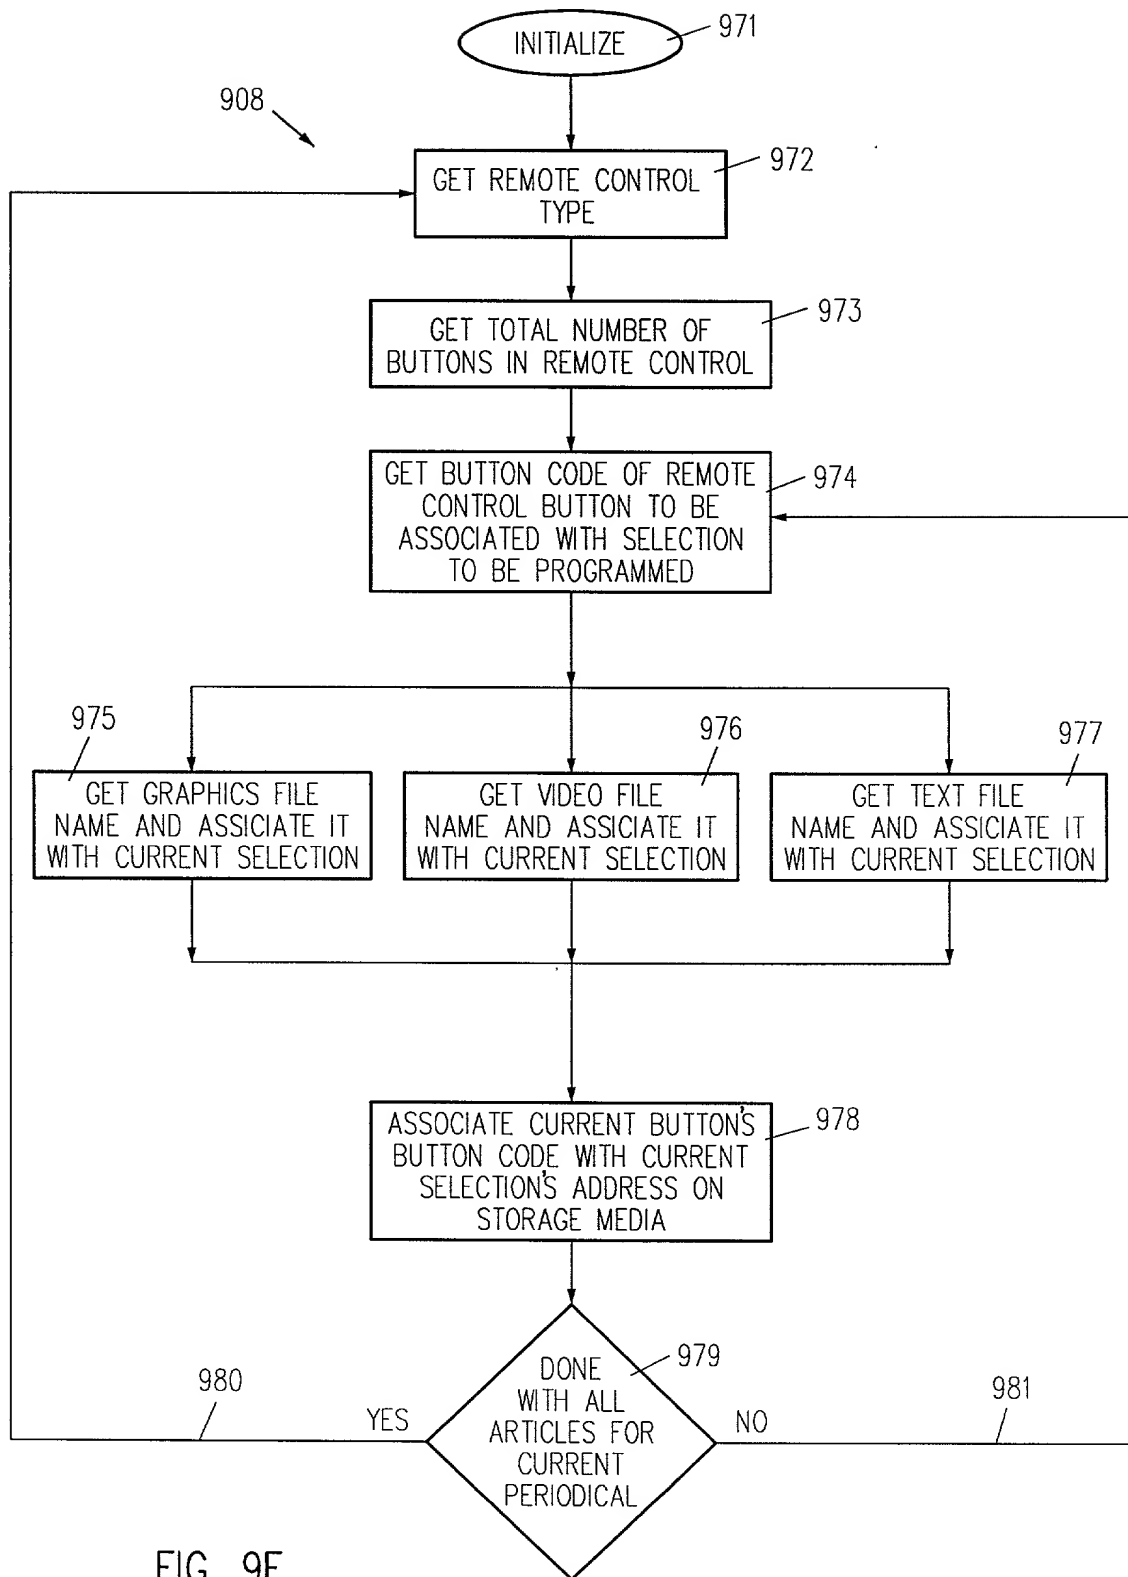 INITIALIZE
971
908
GET REMOTE CONTROL
TYPE
972
GET TOTAL NUMBER OF
BUTTONS IN REMOTE CONTROL
973
GET BUTTON CODE OF REMOTE
CONTROL BUTTON TO BE
ASSOCIATED WITH SELECTION
TO BE PROGRAMMED
974
975
GET GRAPHICS FILE
NAME AND ASSICIATE IT
WITH CURRENT SELECTION
976
GET VIDEO FILE
NAME AND ASSICIATE IT
WITH CURRENT SELECTION
977
GET TEXT FILE
NAME AND ASSICIATE IT
WITH CURRENT SELECTION
ASSOCIATE CURRENT BUTTON'S
BUTTON CODE WITH CURRENT
SELECTION'S ADDRESS ON
STORAGE MEDIA
978
DONE
WITH ALL
ARTICLES FOR
CURRENT
PERIODICAL
979
980
YES
NO
981
FIG. 9F